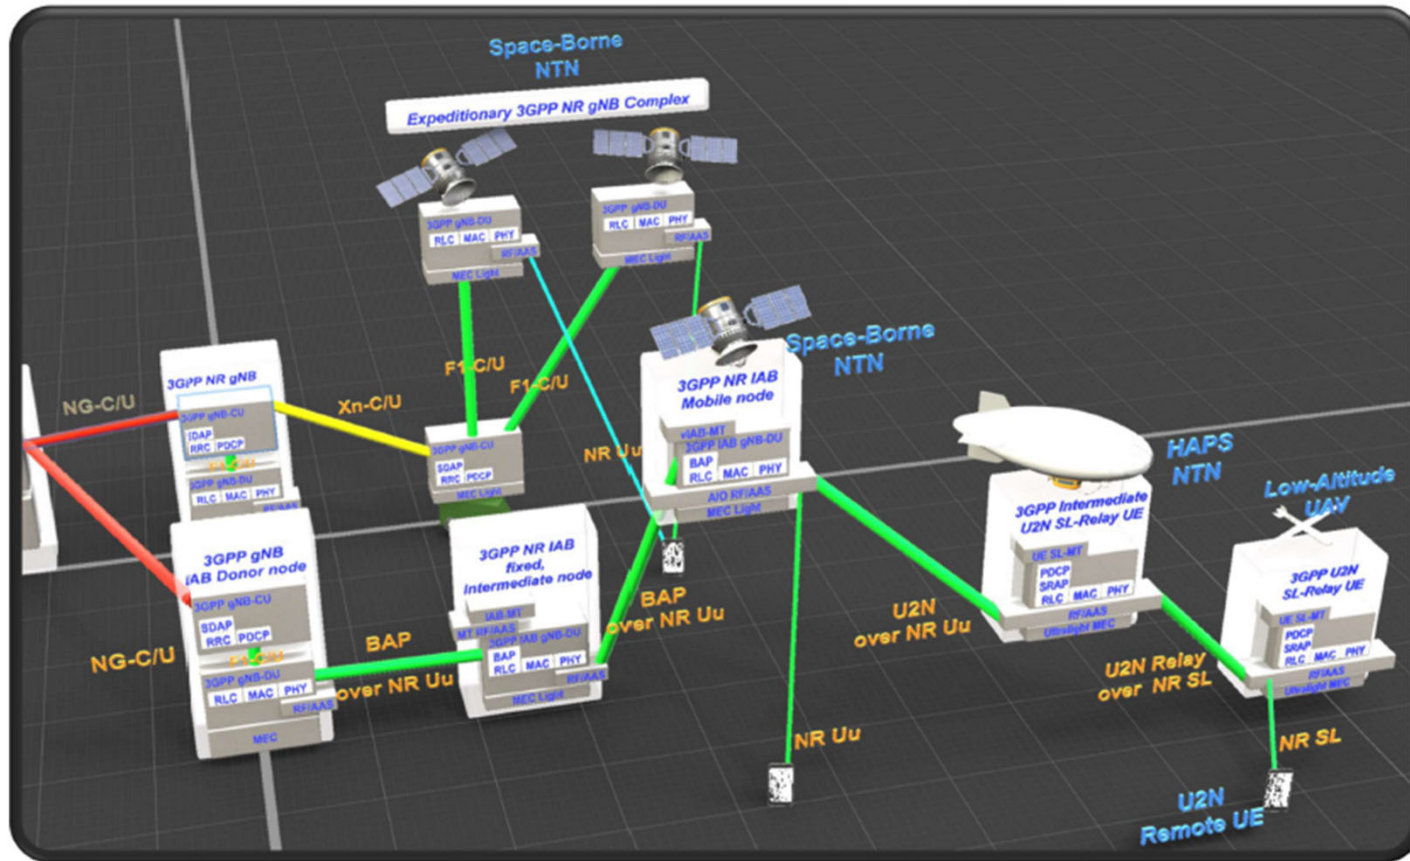 Space-Borne
NTN
Expeditionary 3GPP NR gNB Complex
3GPP gNB-DU
RLC MAC PHY
RF/AAS
MEC Light
3GPP gNB-DU
RLC MAC PHY
RF/AAS
MEC Light
Space-Borne
NTN
3GPP NR gNB
NG-C/U
3GPP gNB-CU
SDAP
RRC PDCP
F1-C/U
3GPP gNB-DU
RLC MAC PHY
RF/AAS
Xn-C/U
F1-C/U
F1-C/U
3GPP gNB-CU
SDAP
RRC PDCP
MEC Light
NR Uu
3GPP NR IAB
Mobile node
vIAB-MT
3GPP IAB gNB-DU
BAP
RLC MAC PHY
AIO RF/AAS
MEC Light
HAPS
NTN
3GPP Intermediate
U2N SL-Relay UE
UE SL-MT
PDCP
SRAP
RLC MAC PHY
RF/AAS
Ultralight MEC
Low-Altitude
UAV
3GPP U2N
SL-Relay UE
UE SL-MT
PDCP
SRAP
RLC MAC PHY
RF/AAS
Ultralight MEC
3GPP gNB
IAB Donor node
3GPP gNB-CU
SDAP
RRC PDCP
F1-C/U
3GPP gNB-DU
RLC MAC PHY
RF/AAS
MEC
NG-C/U
BAP
over NR Uu
3GPP NR IAB
fixed,
Intermediate node
IAB-MT
MT RF/AAS
3GPP IAB gNB-DU
BAP
RLC MAC PHY
RF/AAS
MEC Light
BAP
over NR Uu
U2N
over NR Uu
U2N Relay
over NR SL
NR Uu
NR SL
U2N
Remote UE